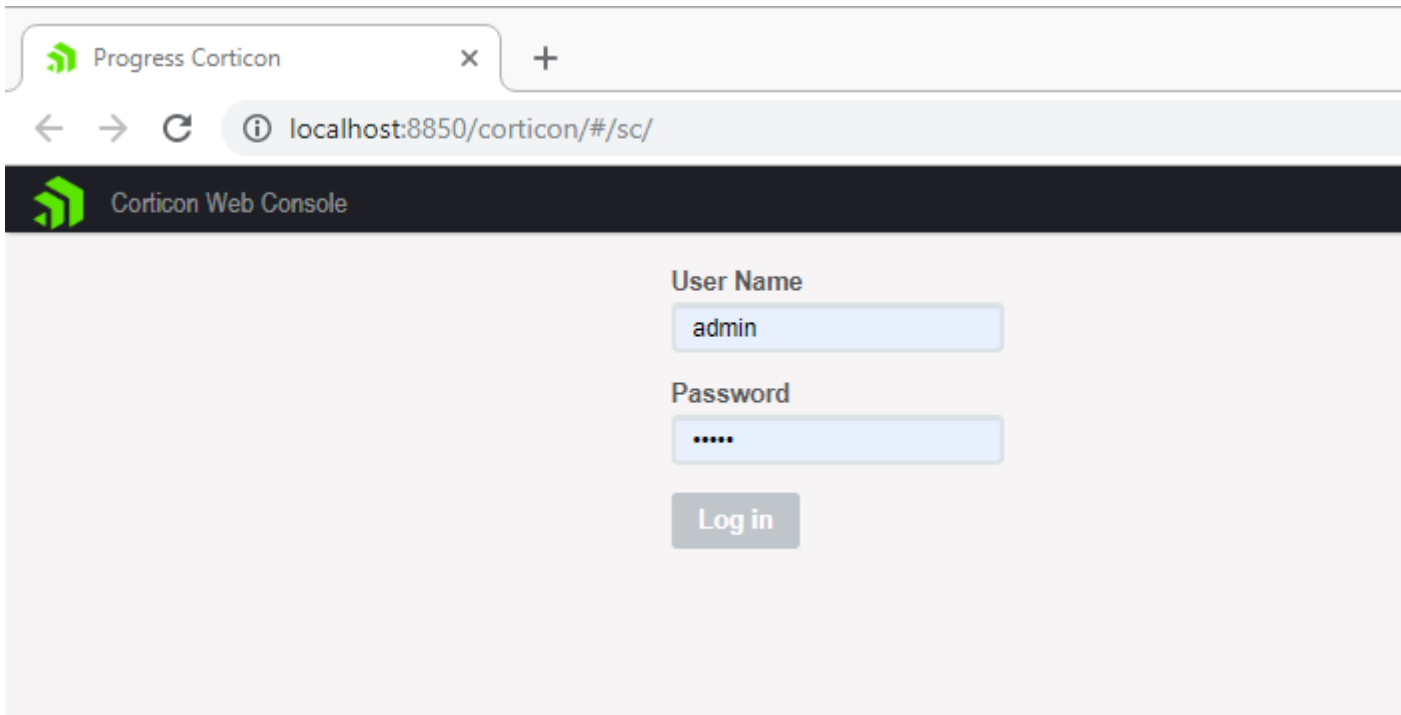 Progress Corticon
localhost:8850/corticon/#/sc/
Corticon Web Console
User Name
admin
Password
•••••
Log in